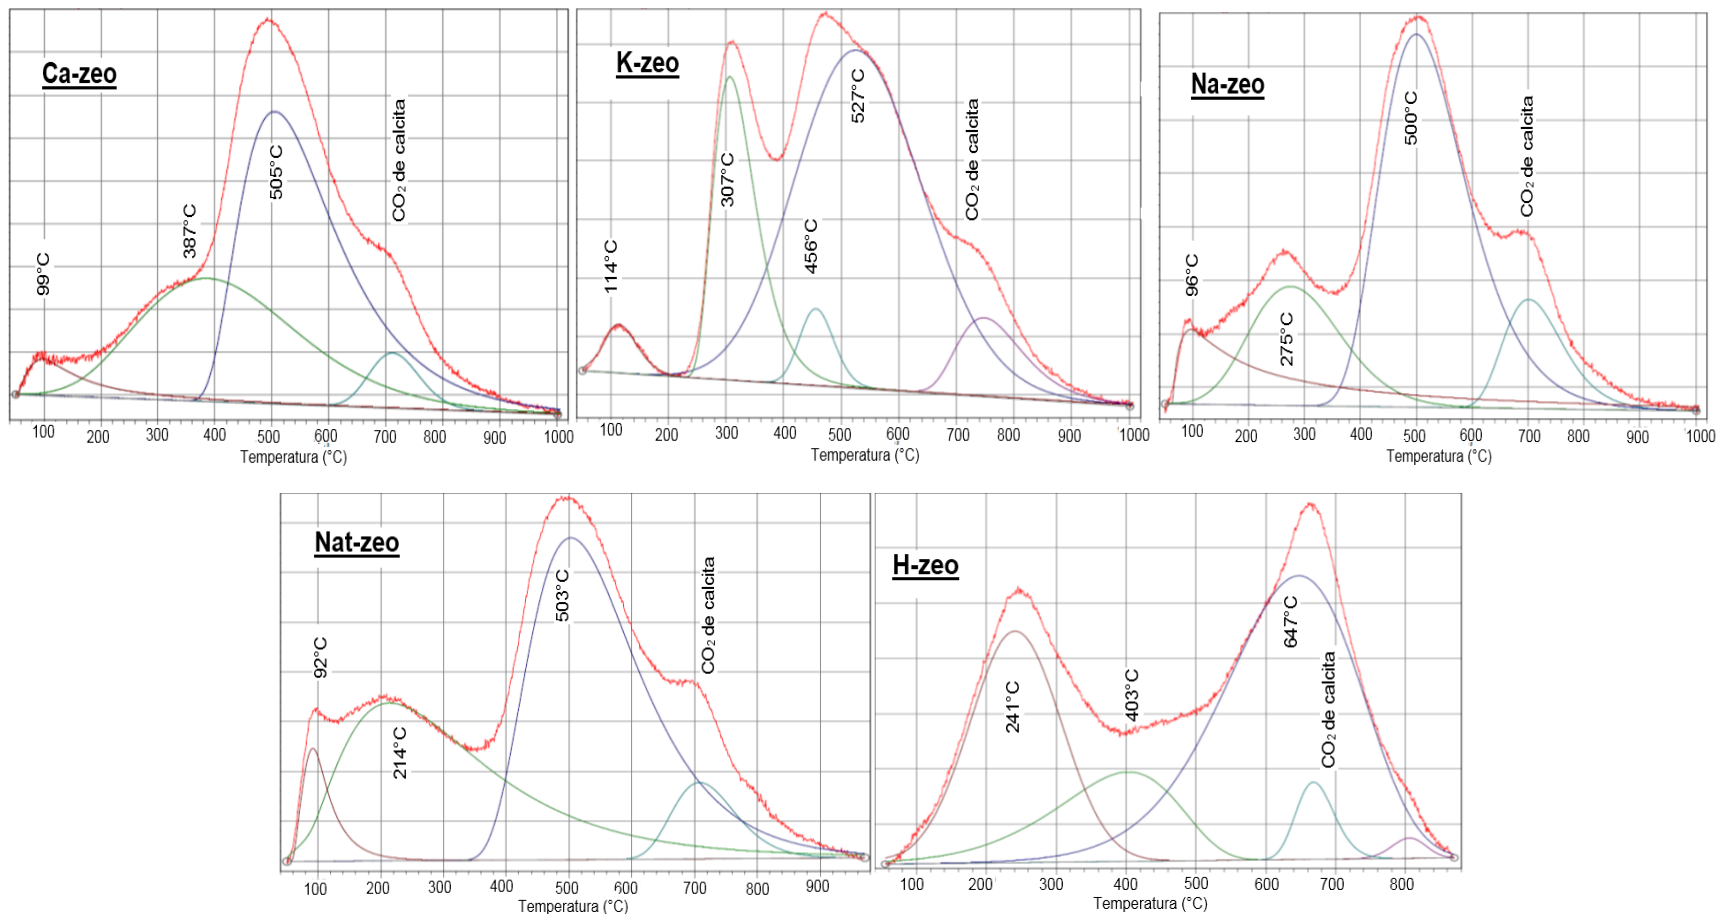 Ca-zeo
99°C
387°C
505°C
CO₂ de calcita
100 200 300 400 500 600 700 800 900 1000
Temperatura (°C)
K-zeo
114°C
307°C
456°C
527°C
CO₂ de calcita
100 200 300 400 500 600 700 800 900 1000
Temperatura (°C)
Na-zeo
96°C
275°C
500°C
CO₂ de calcita
100 200 300 400 500 600 700 800 900 1000
Temperatura (°C)
Nat-zeo
92°C
214°C
503°C
CO₂ de calcita
100 200 300 400 500 600 700 800 900
Temperatura (°C)
H-zeo
241°C
403°C
647°C
CO₂ de calcita
100 200 300 400 500 600 700 800
Temperatura (°C)